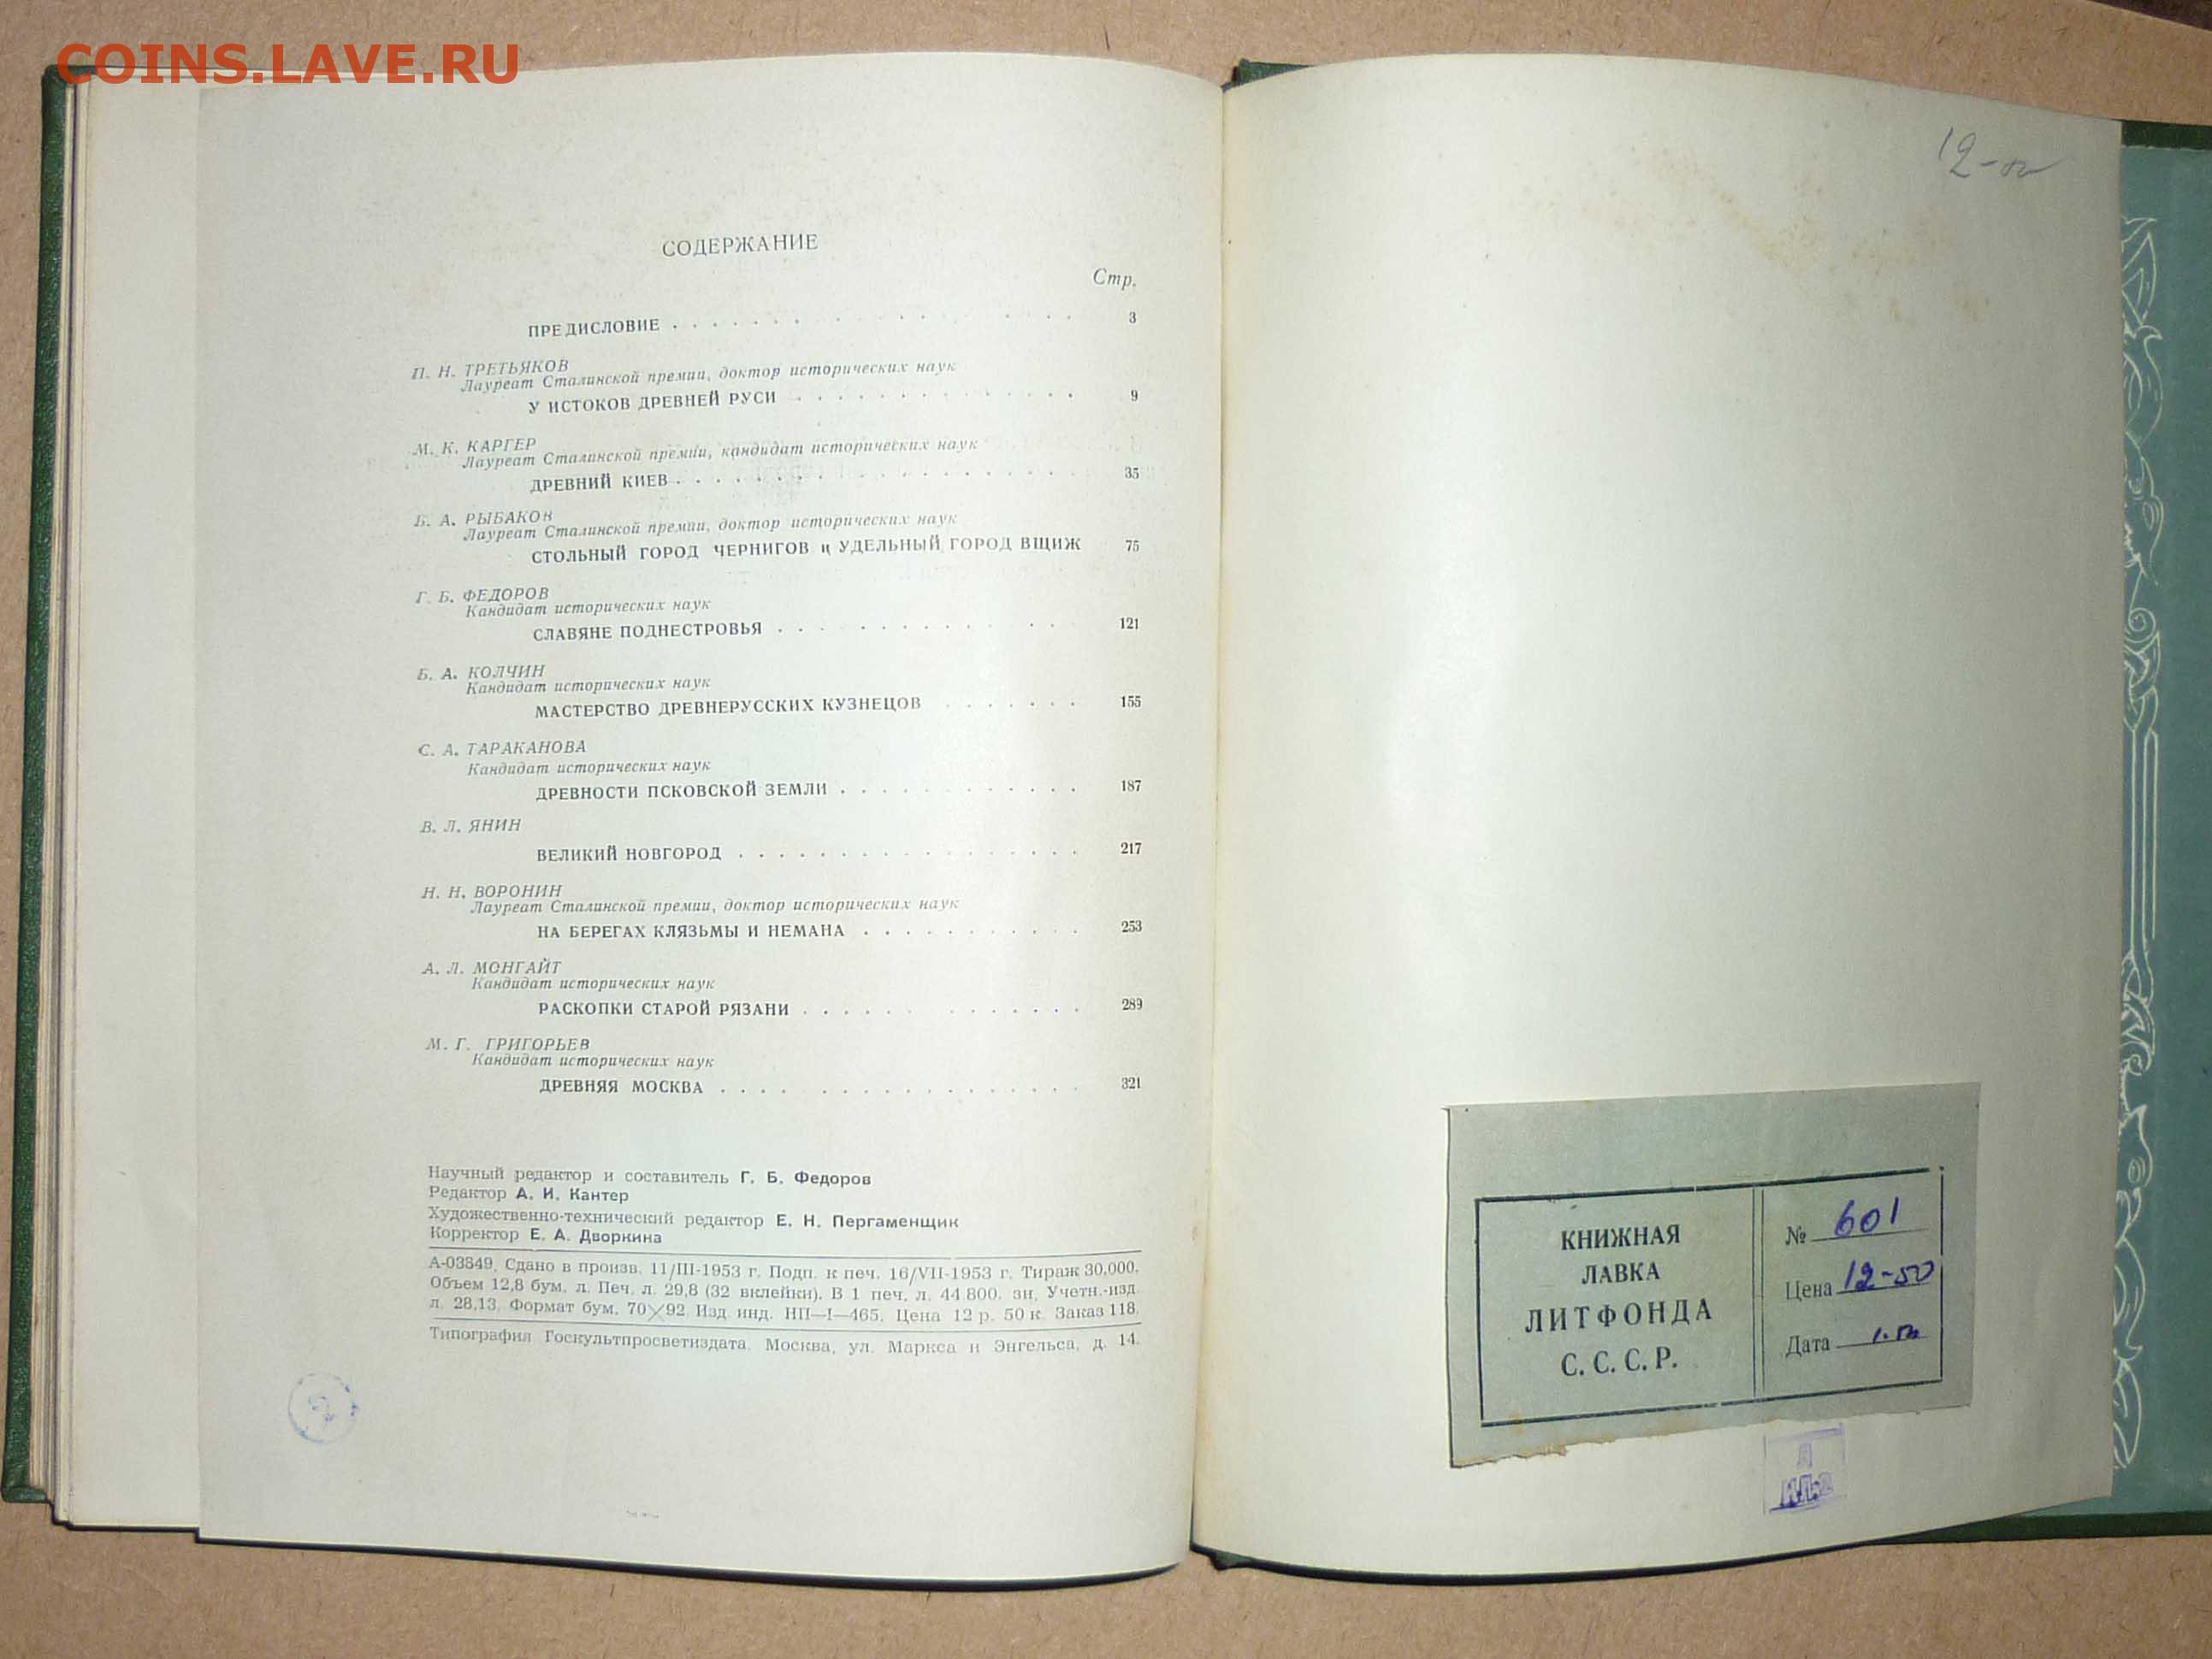 COINS.LAVE.RU
СОДЕРЖАНИЕ
Стр.
ПРЕДИСЛОВИЕ 3
П. Н. ТРЕТЬЯКОВ
Лауреат Сталинской премии, доктор исторических наук
У ИСТОКОВ ДРЕВНЕЙ РУСИ 9
М. К. КАРГЕР
Лауреат Сталинской премии, кандидат исторических наук
ДРЕВНИЙ КИЕВ 35
Б. А. РЫБАКОВ
Лауреат Сталинской премии, доктор исторических наук
СТОЛЬНЫЙ ГОРОД ЧЕРНИГОВ и УДЕЛЬНЫЙ ГОРОД ВЩИЖ 75
Г. Б. ФЕДОРОВ
Кандидат исторических наук
СЛАВЯНЕ ПОДНЕСТРОВЬЯ 121
Б. А. КОЛЧИН
Кандидат исторических наук
МАСТЕРСТВО ДРЕВНЕРУССКИХ КУЗНЕЦОВ 155
С. А. ТАРАКАНОВА
Кандидат исторических наук
ДРЕВНОСТИ ПСКОВСКОЙ ЗЕМЛИ 187
В. Л. ЯНИН
ВЕЛИКИЙ НОВГОРОД 217
Н. Н. ВОРОНИН
Лауреат Сталинской премии, доктор исторических наук
НА БЕРЕГАХ КЛЯЗЬМЫ И НЕМАНА 253
А. Л. МОНГАЙТ
Кандидат исторических наук
РАСКОПКИ СТАРОЙ РЯЗАНИ 289
М. Г. ГРИГОРЬЕВ
Кандидат исторических наук
ДРЕВНЯЯ МОСКВА 321
Научный редактор и составитель Г. Б. Федоров
Редактор А. И. Кантер
Художественно-технический редактор Е. Н. Пергаменщик
Корректор Е. А. Дворкина
А-03849. Сдано в произв. 11/III-1953 г. Подп. к печ. 16/VII-1953 г. Тираж 30.000.
Объем 12,8 бум. л. Печ. л. 29,8 (32 вклейки). В 1 печ. л. 44 800. зн. Учетн.-изд.
л. 28,13. Формат бум. 70×92. Изд. инд. НП—I—465. Цена 12 р. 50 к. Заказ 118.
Типография Госкультпросветиздата. Москва, ул. Маркса и Энгельса, д. 14.
КНИЖНАЯ
ЛАВКА
ЛИТФОНДА
С. С. С. Р.
№ 601
Цена 12-50
Дата